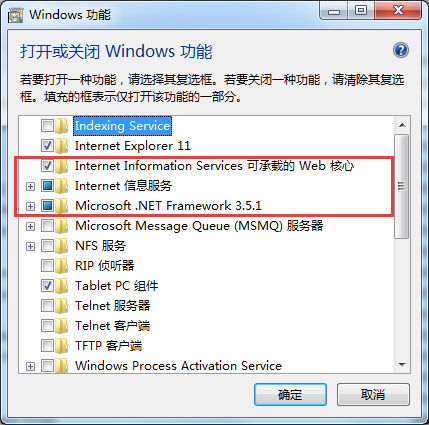 Windows 功能
打开或关闭 Windows 功能
若要打开一种功能，请选择其复选框。若要关闭一种功能，请清除其复选
框。填充的框表示仅打开该功能的一部分。
Indexing Service
Internet Explorer 11
Internet Information Services 可承载的 Web 核心
Internet 信息服务
Microsoft .NET Framework 3.5.1
Microsoft Message Queue (MSMQ) 服务器
NFS 服务
RIP 侦听器
Tablet PC 组件
Telnet 服务器
Telnet 客户端
TFTP 客户端
Windows Process Activation Service
确定
取消